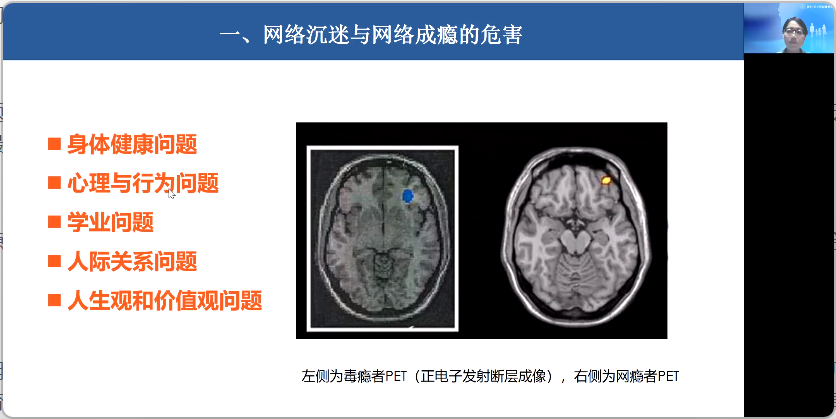 一、网络沉迷与网络成瘾的危害
■ 身体健康问题
■ 心理与行为问题
■ 学业问题
■ 人际关系问题
■ 人生观和价值观问题
左侧为毒瘾者PET（正电子发射断层成像），右侧为网瘾者PET